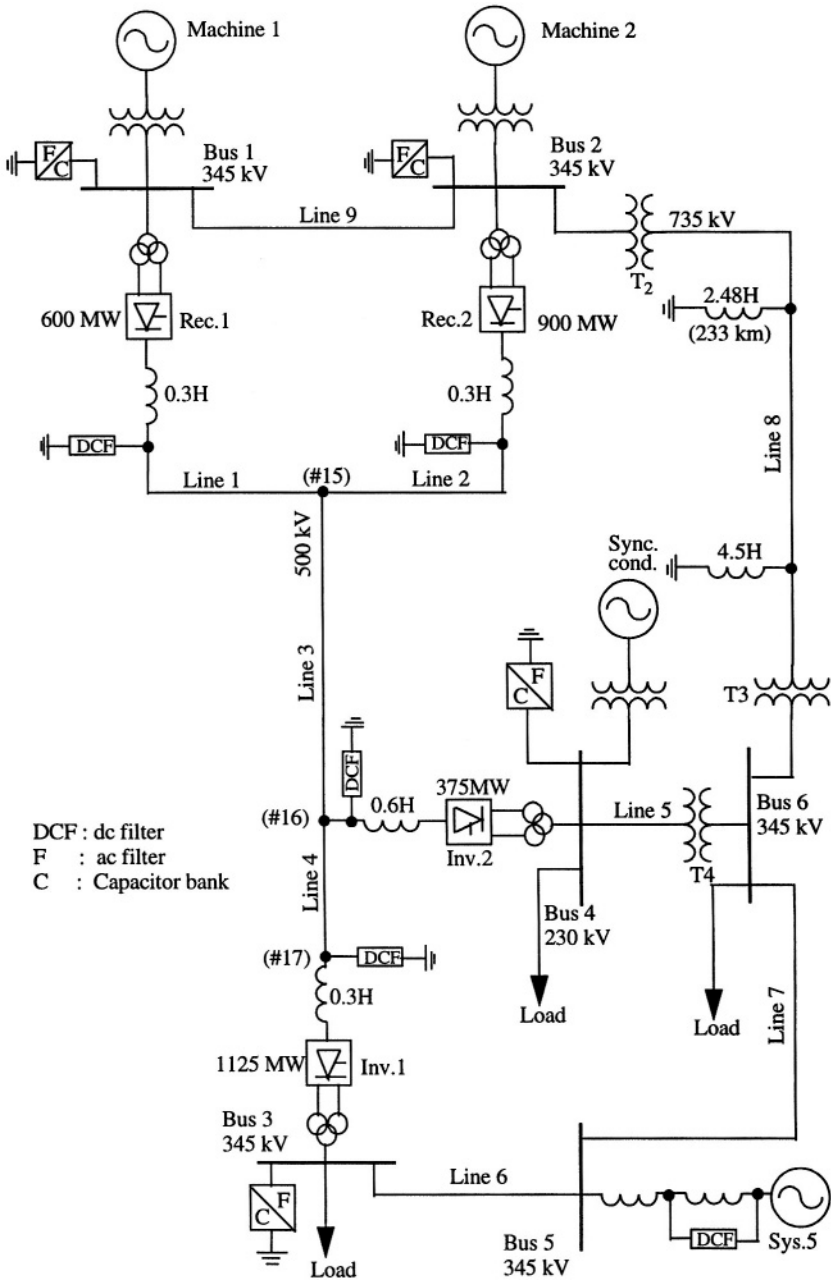 Machine 1
Machine 2
F
C
Bus 1
345 kV
F
C
Bus 2
345 kV
Line 9
735 kV
T2
2.48H
(233 km)
600 MW
Rec.1
Rec.2
900 MW
0.3H
0.3H
DCF
DCF
Line 8
Line 1
(#15)
Line 2
500 kV
Sync.
cond.
4.5H
Line 3
F
C
T3
DCF
375MW
(#16)
0.6H
Inv.2
Line 5
T4
Bus 6
345 kV
DCF : dc filter
F : ac filter
C : Capacitor bank
Line 4
Bus 4
230 kV
(#17)
DCF
0.3H
Load
Load
Line 7
1125 MW
Inv.1
Bus 3
345 kV
Line 6
F
C
Load
Bus 5
345 kV
DCF
Sys.5